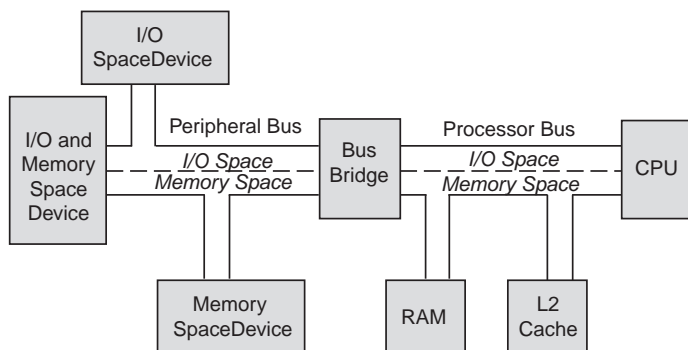 I/O
SpaceDevice
I/O and
Memory
Space
Device
Peripheral Bus
I/O Space
Memory Space
Bus
Bridge
Processor Bus
I/O Space
Memory Space
CPU
Memory
SpaceDevice
RAM
L2
Cache